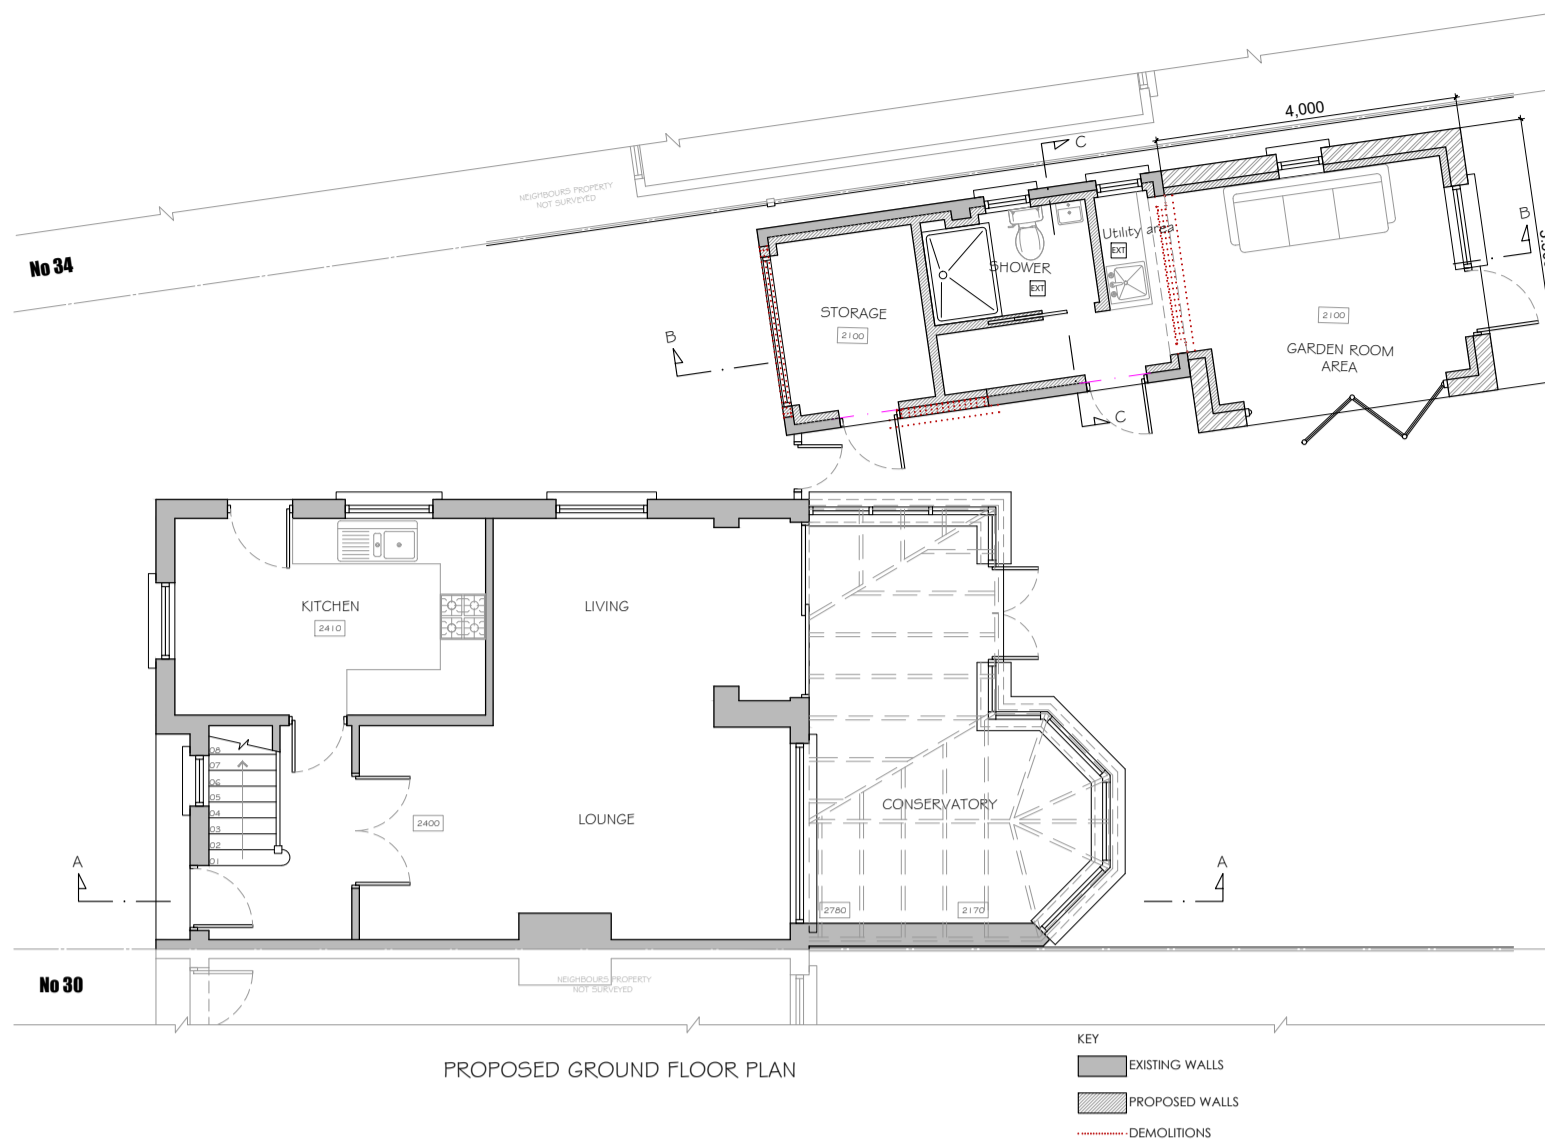 4,000
C
NEIGHBOURS PROPERTY
NOT SURVEYED
No 34
B
Utility area
EXT
SHOWER
EXT
STORAGE
2100
2100
GARDEN ROOM
AREA
B
C
KITCHEN
2410
LIVING
08
07
06
05
04
03
02
01
2400
LOUNGE
CONSERVATORY
A
A
2780
2170
No 30
NEIGHBOURS PROPERTY
NOT SURVEYED
PROPOSED GROUND FLOOR PLAN
KEY
EXISTING WALLS
PROPOSED WALLS
DEMOLITIONS